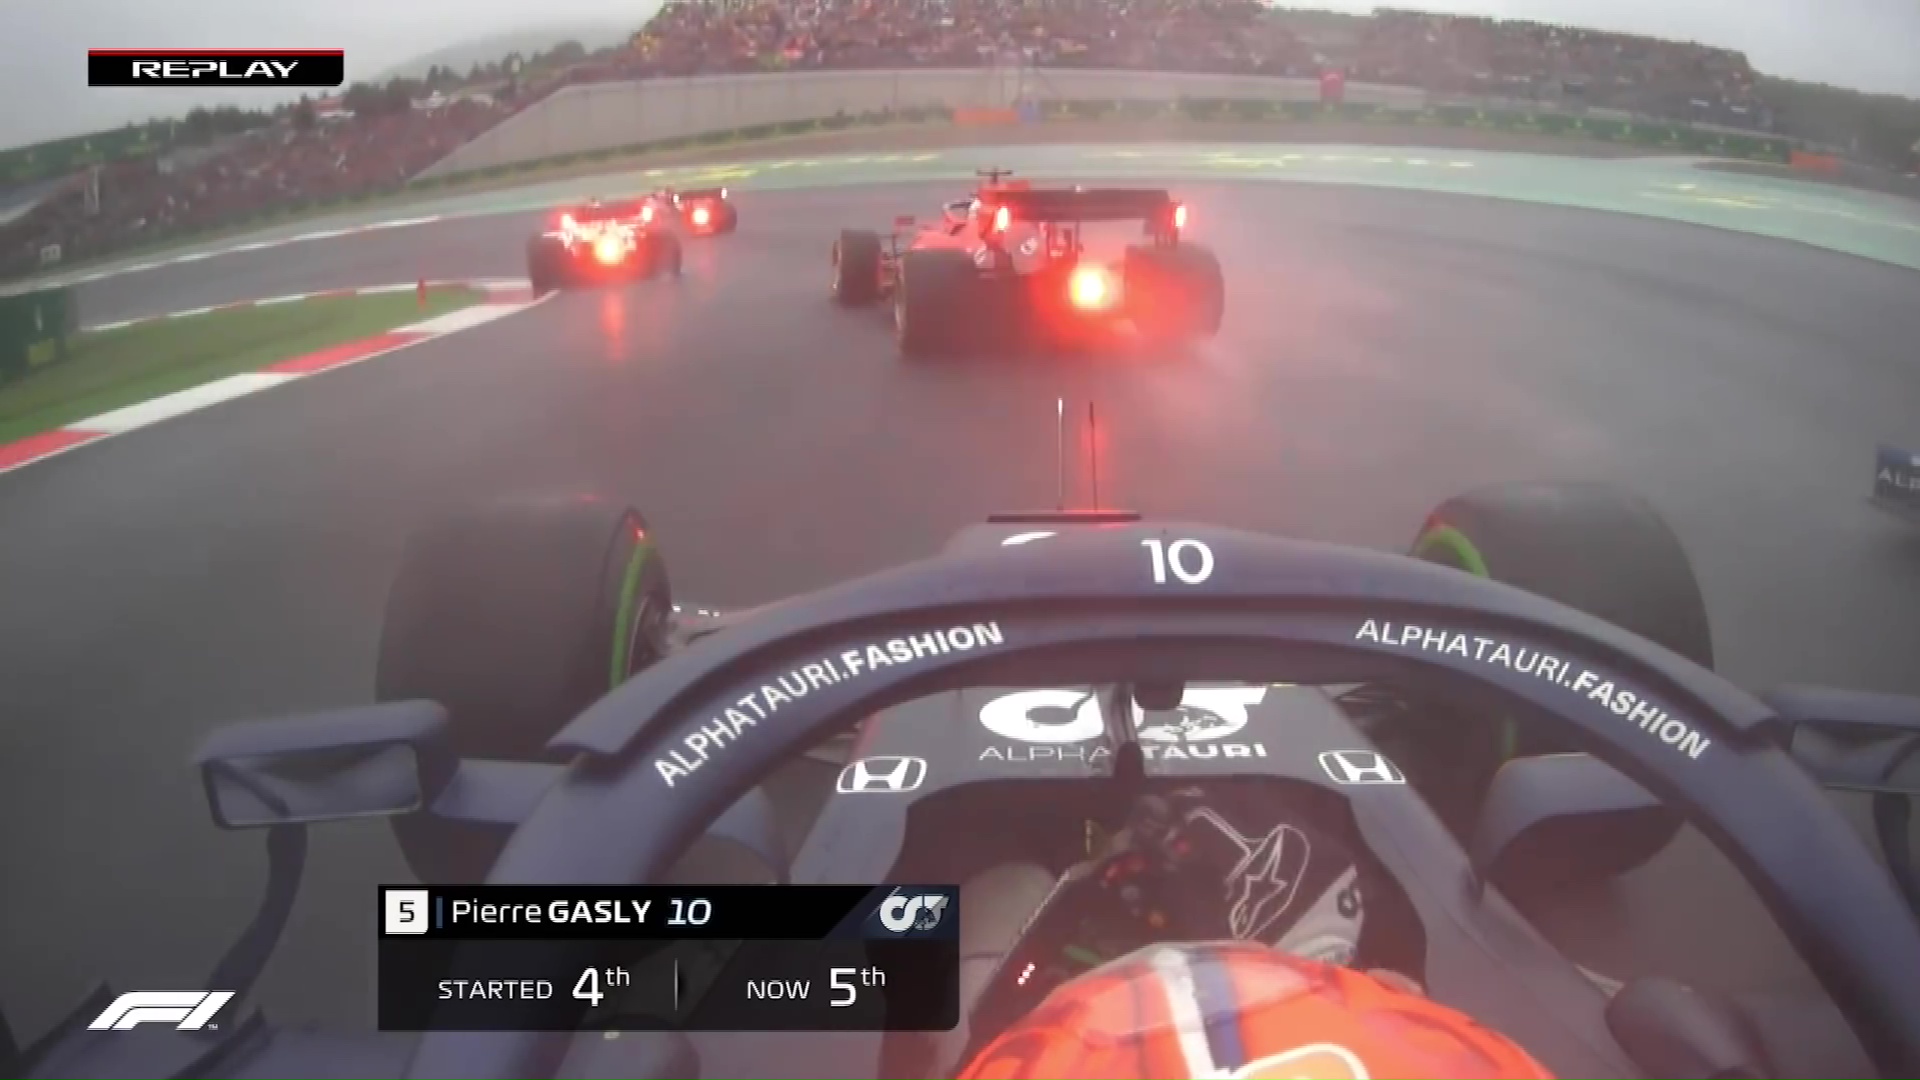 REPLAY
10
ALPHATAURI.FASHION
ALPHATAURI.FASHION
ALPHATAURI
5 Pierre GASLY 10
STARTED 4th NOW 5th
F1